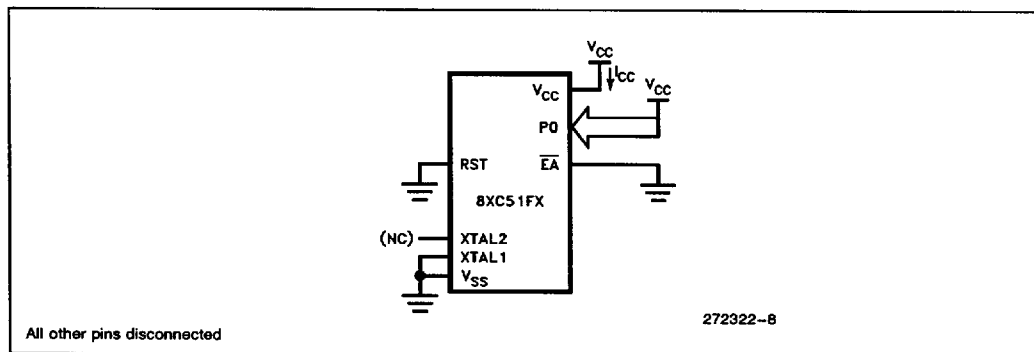 VCC
ICC
VCC
VCC
P0
RST
EA
8XC51FX
(NC)
XTAL2
XTAL1
VSS
272322-8
All other pins disconnected